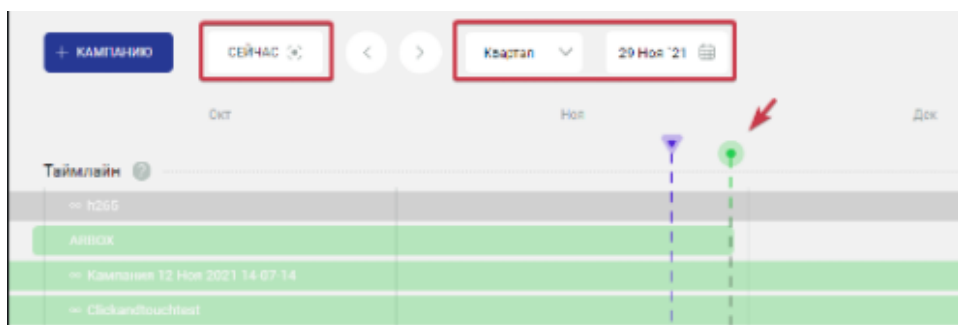 + КАМПАНИЮ СЕЙЧАС < > Квартал 29 Ноя '21
Окт Ноя Дек
Таймлайн ?
∞ h265
ARBOX
∞ Кампания 12 Ноя 2021 14-07-14
∞ Clickandtouchtest